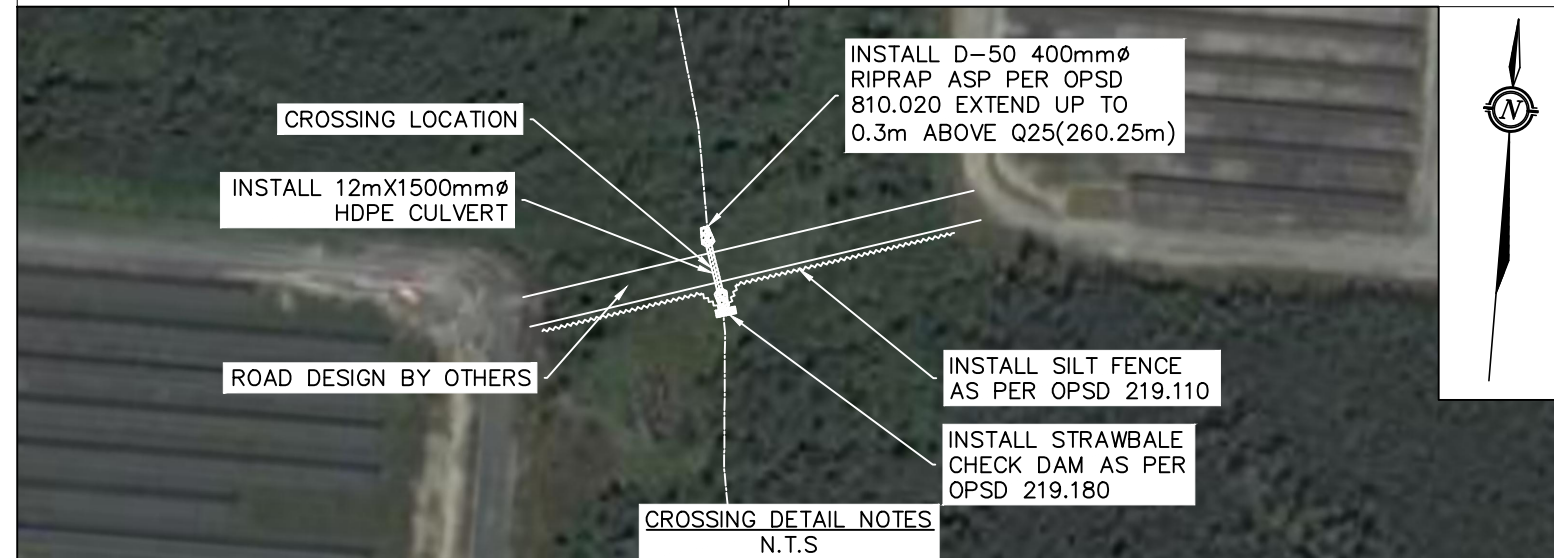 INSTALL D-50 400mmø
RIPRAP ASP PER OPSD
810.020 EXTEND UP TO
0.3m ABOVE Q25(260.25m)
CROSSING LOCATION
INSTALL 12mX1500mmø
HDPE CULVERT
ROAD DESIGN BY OTHERS
INSTALL SILT FENCE
AS PER OPSD 219.110
INSTALL STRAWBALE
CHECK DAM AS PER
OPSD 219.180
CROSSING DETAIL NOTES
N.T.S
N